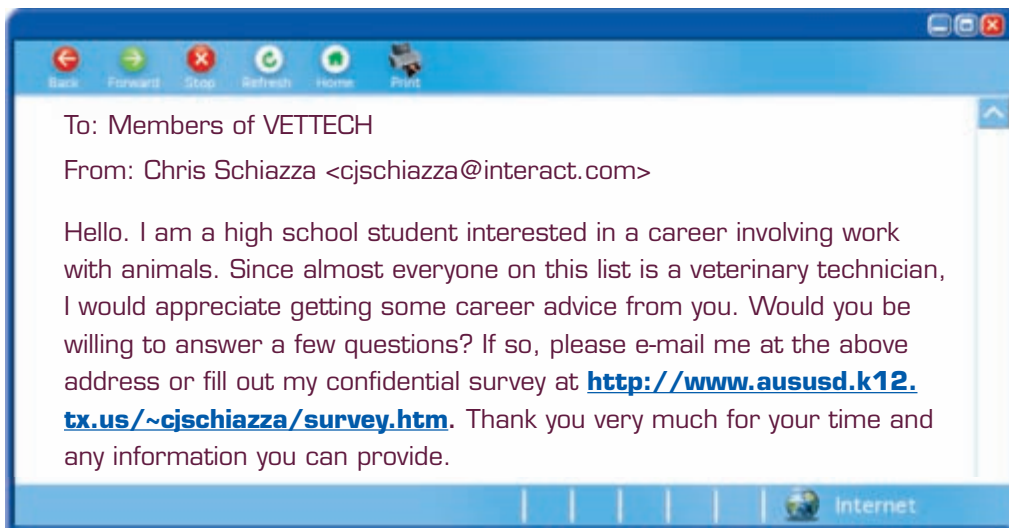 Back Forward Stop Refresh Home Print
To: Members of VETTECH
From: Chris Schiazza <cjschiazza@interact.com>
Hello. I am a high school student interested in a career involving work
with animals. Since almost everyone on this list is a veterinary technician,
I would appreciate getting some career advice from you. Would you be
willing to answer a few questions? If so, please e-mail me at the above
address or fill out my confidential survey at http://www.aususd.k12.
tx.us/~cjschiazza/survey.htm. Thank you very much for your time and
any information you can provide.
Internet